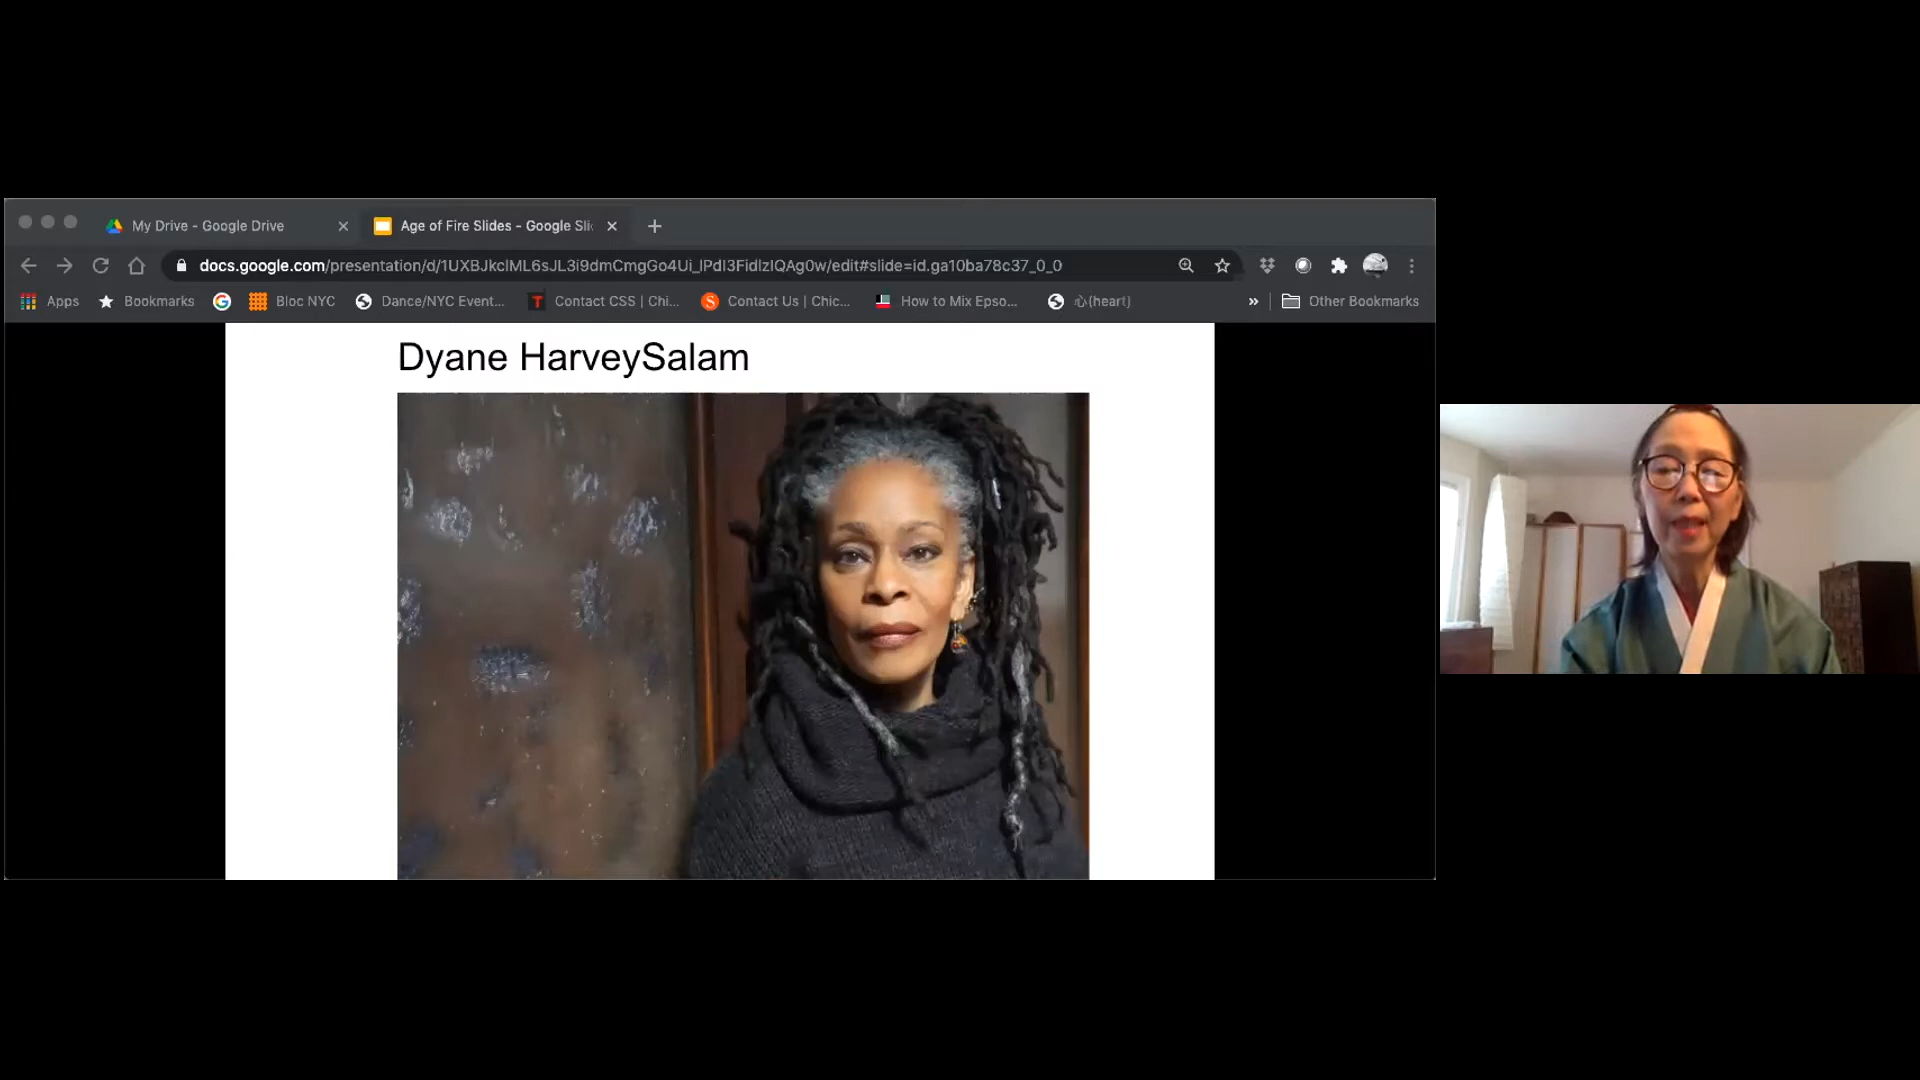 My Drive - Google Drive
Age of Fire Slides - Google Sli
docs.google.com/presentation/d/1UXBJkclML6sJL3i9dmCmgGo4Ui_lPdI3FidlzIQAg0w/edit#slide=id.ga10ba78c37_0_0
Apps
Bookmarks
Bloc NYC
Dance/NYC Event...
Contact CSS | Chi...
Contact Us | Chic...
How to Mix Epso...
心(heart)
»
Other Bookmarks
Dyane HarveySalam